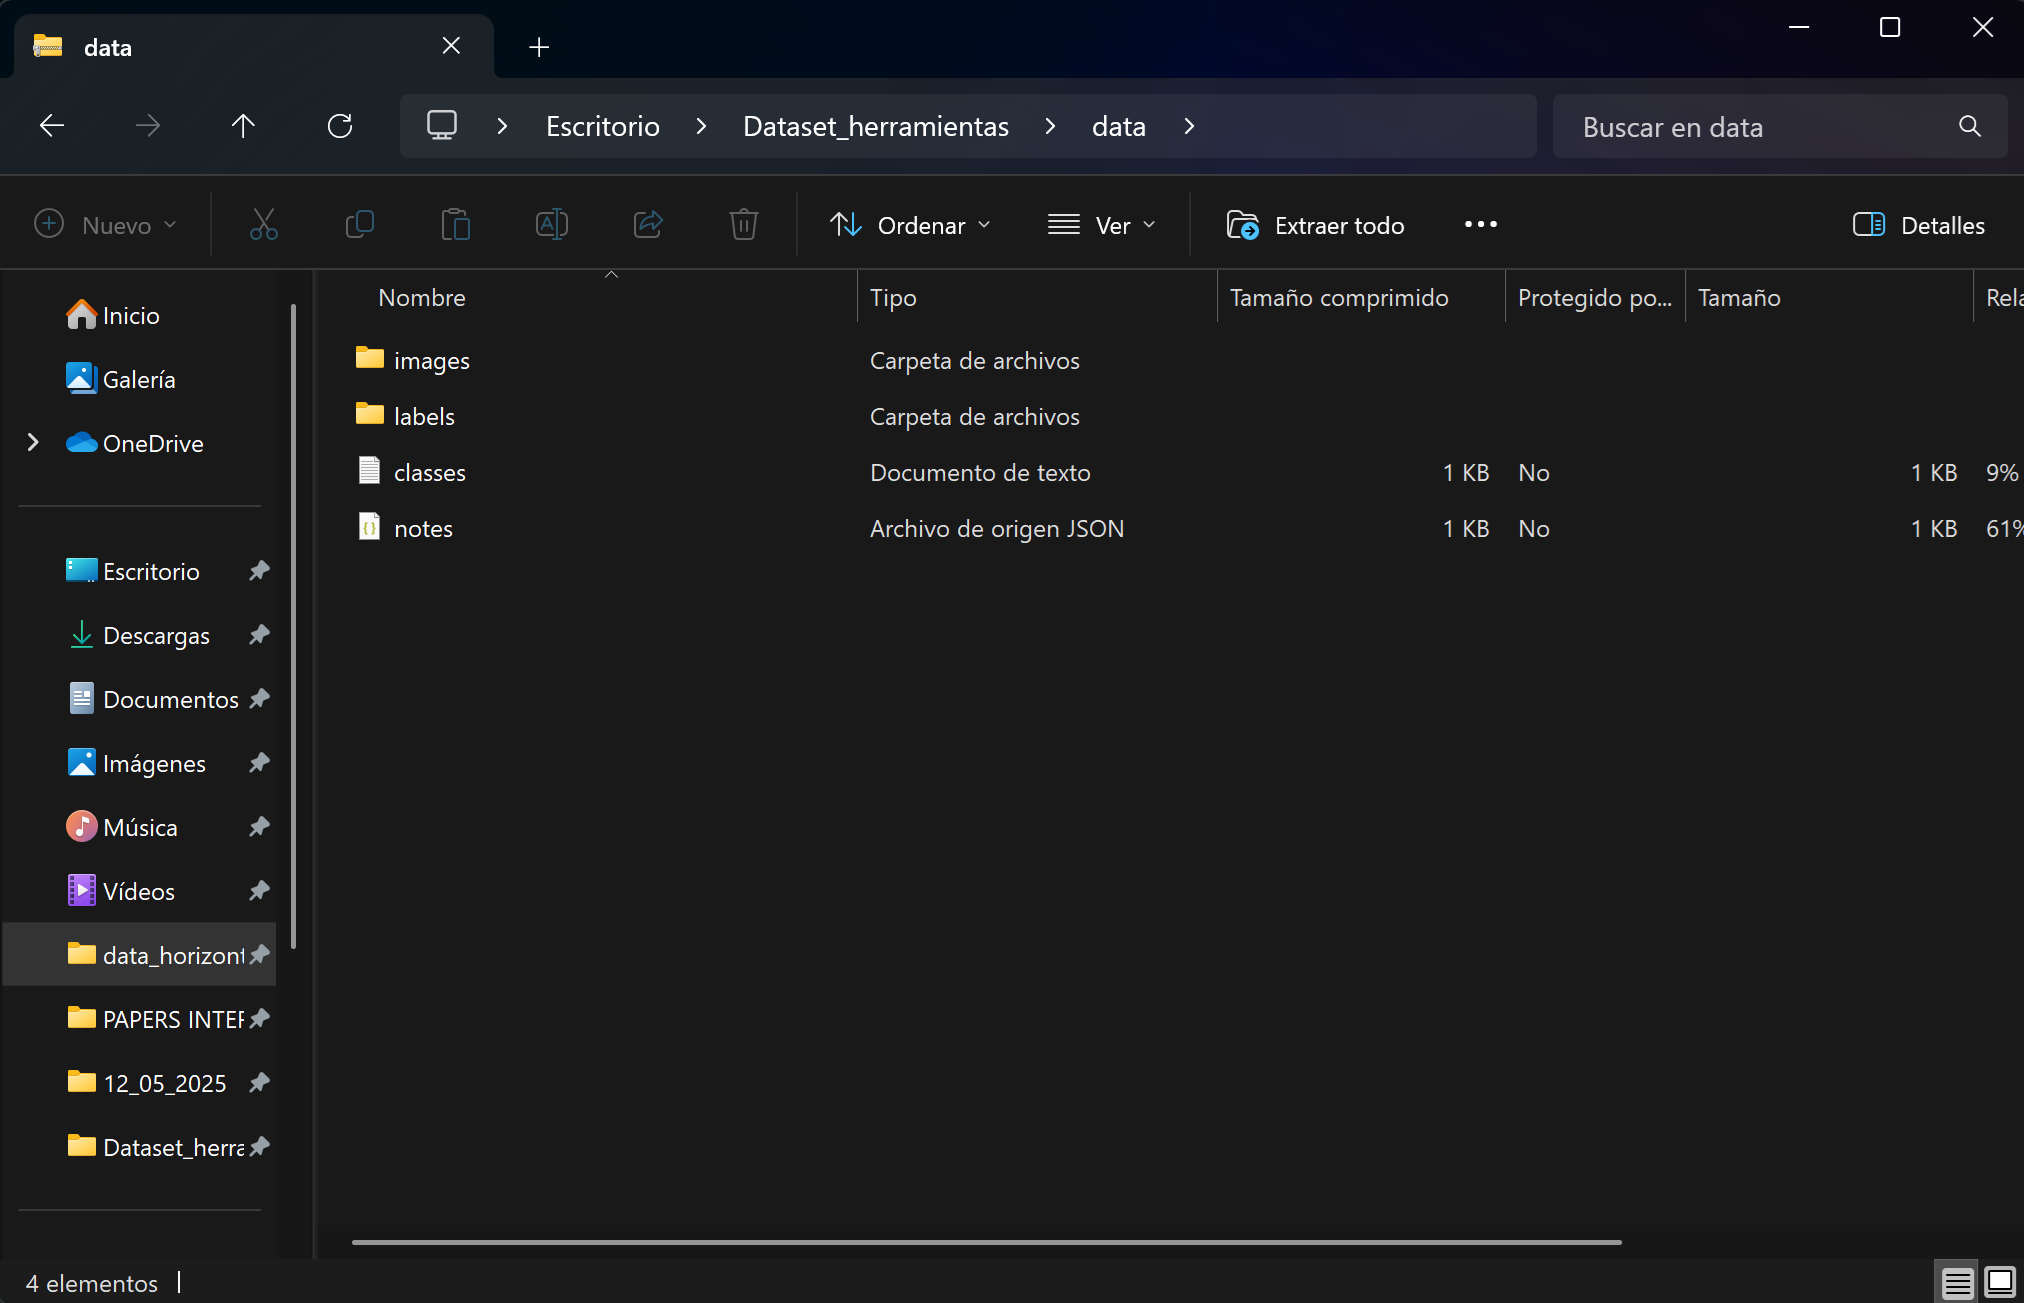 data
Escritorio > Dataset_herramientas > data >
Buscar en data
Nuevo
Ordenar
Ver
Extraer todo
Detalles
Nombre Tipo Tamaño comprimido Protegido po... Tamaño Rela
images Carpeta de archivos
labels Carpeta de archivos
classes Documento de texto 1 KB No 1 KB 9%
notes Archivo de origen JSON 1 KB No 1 KB 61%
Inicio
Galería
OneDrive
Escritorio
Descargas
Documentos
Imágenes
Música
Vídeos
data_horizont
PAPERS INTER
12_05_2025
Dataset_herra
4 elementos